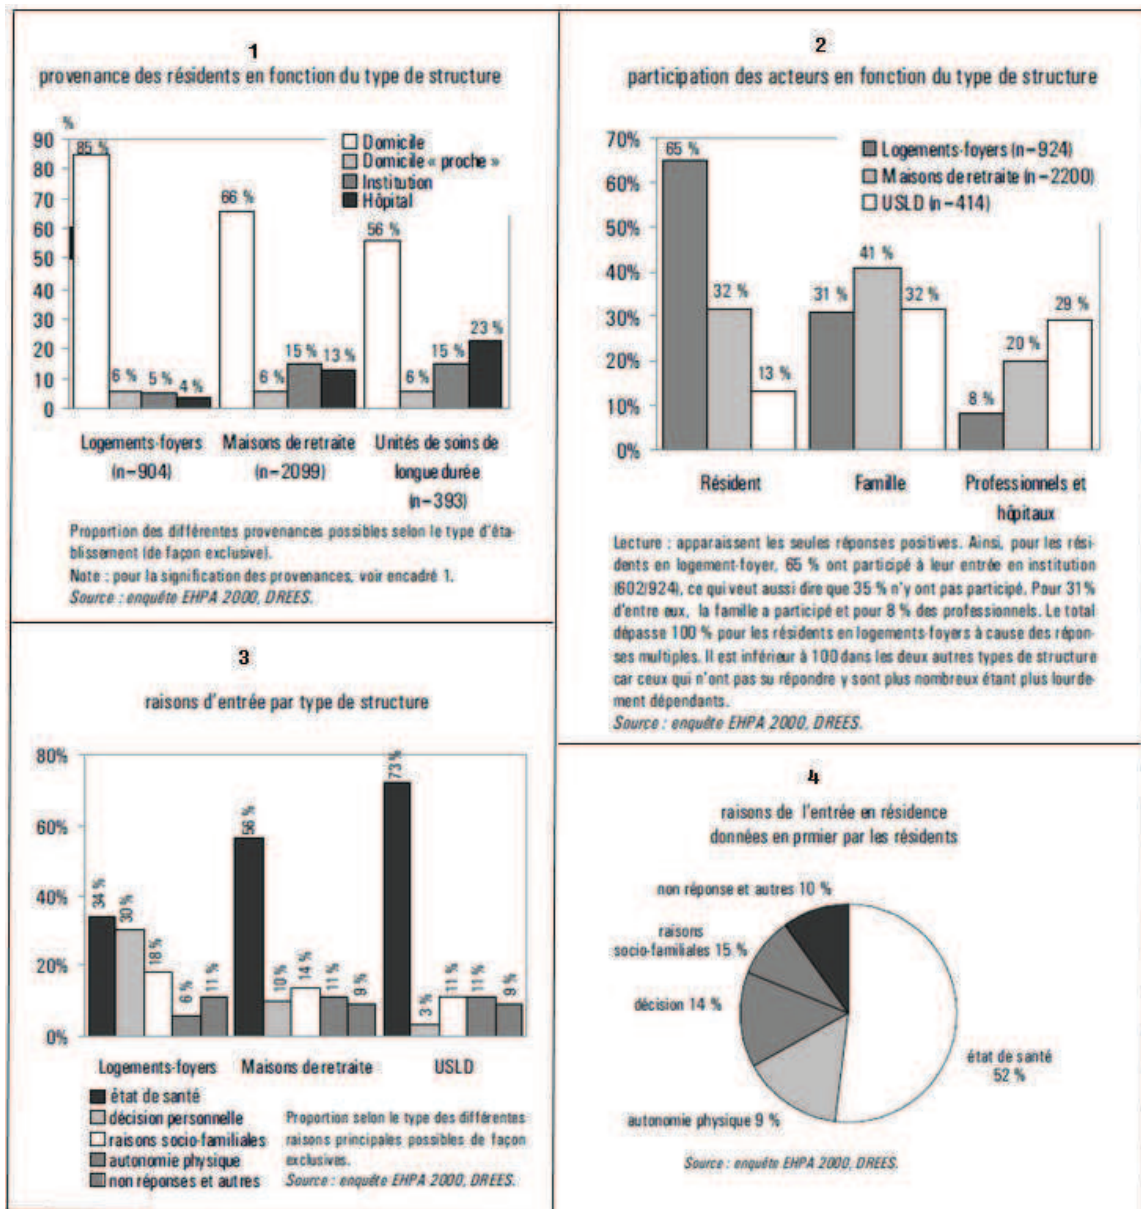 1
provenance des résidents en fonction du type de structure
%
90
80
70
60
50
40
30
20
10
0
Domicile
Domicile « proche »
Institution
Hôpital
85 %
6 %
5 %
4 %
66 %
6 %
15 %
13 %
56 %
6 %
15 %
23 %
Logements-foyers
(n=904)
Maisons de retraite
(n=2099)
Unités de soins de
longue durée
(n=393)
Proportion des différentes provenances possibles selon le type d'éta-
blissement (de façon exclusive).
Note : pour la signification des provenances, voir encadré 1.
Source : enquête EHPA 2000, DREES.
2
participation des acteurs en fonction du type de structure
70%
60%
50%
40%
30%
20%
10%
0%
Logements-foyers (n=924)
Maisons de retraite (n=2200)
USLD (n=414)
65 %
32 %
13 %
31 %
41 %
32 %
8 %
20 %
29 %
Résident
Famille
Professionnels et
hôpitaux
Lecture : apparaissent les seules réponses positives. Ainsi, pour les rési-
dents en logement-foyer, 65 % ont participé à leur entrée en institution
(602/924), ce qui veut aussi dire que 35 % n'y ont pas participé. Pour 31%
d'entre eux, la famille a participé et pour 8 % des professionnels. Le total
dépasse 100 % pour les résidents en logements-foyers à cause des répon-
ses multiples. Il est inférieur à 100 dans les deux autres types de structure
car ceux qui n'ont pas su répondre y sont plus nombreux étant plus lourde-
ment dépendants.
Source : enquête EHPA 2000, DREES.
3
raisons d'entrée par type de structure
80%
60%
40%
20%
0%
34 %
30 %
18 %
6 %
11 %
56 %
10 %
14 %
11 %
9 %
73 %
3 %
11 %
11 %
9 %
Logements-foyers
Maisons de retraite
USLD
état de santé
décision personnelle
raisons socio-familiales
autonomie physique
non réponses et autres
Proportion selon le type des différentes
raisons principales possibles de façon
exclusives.
Source : enquête EHPA 2000, DREES.
4
raisons de l'entrée en résidence
données en prmier par les résidents
non réponse et autres 10 %
raisons
socio-familiales 15 %
décision 14 %
autonomie physique 9 %
état de santé
52 %
Source : enquête EHPA 2000, DREES.